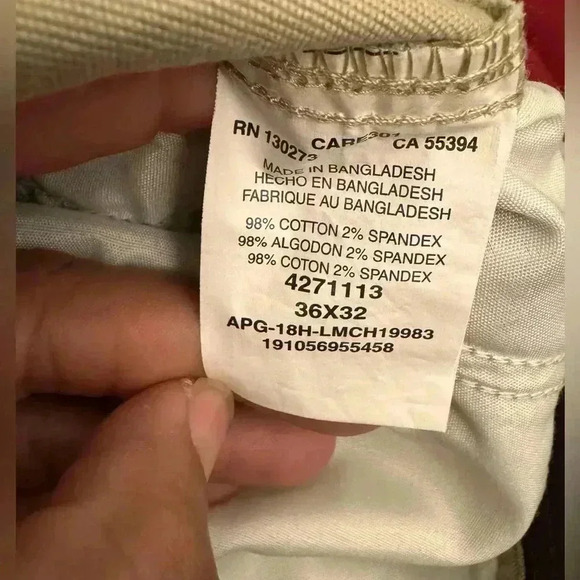 RN 130273 CARE307 CA 55394
MADE IN BANGLADESH
HECHO EN BANGLADESH
FABRIQUE AU BANGLADESH
98% COTTON 2% SPANDEX
98% ALGODON 2% SPANDEX
98% COTON 2% SPANDEX
4271113
36X32
APG-18H-LMCH19983
191056955458